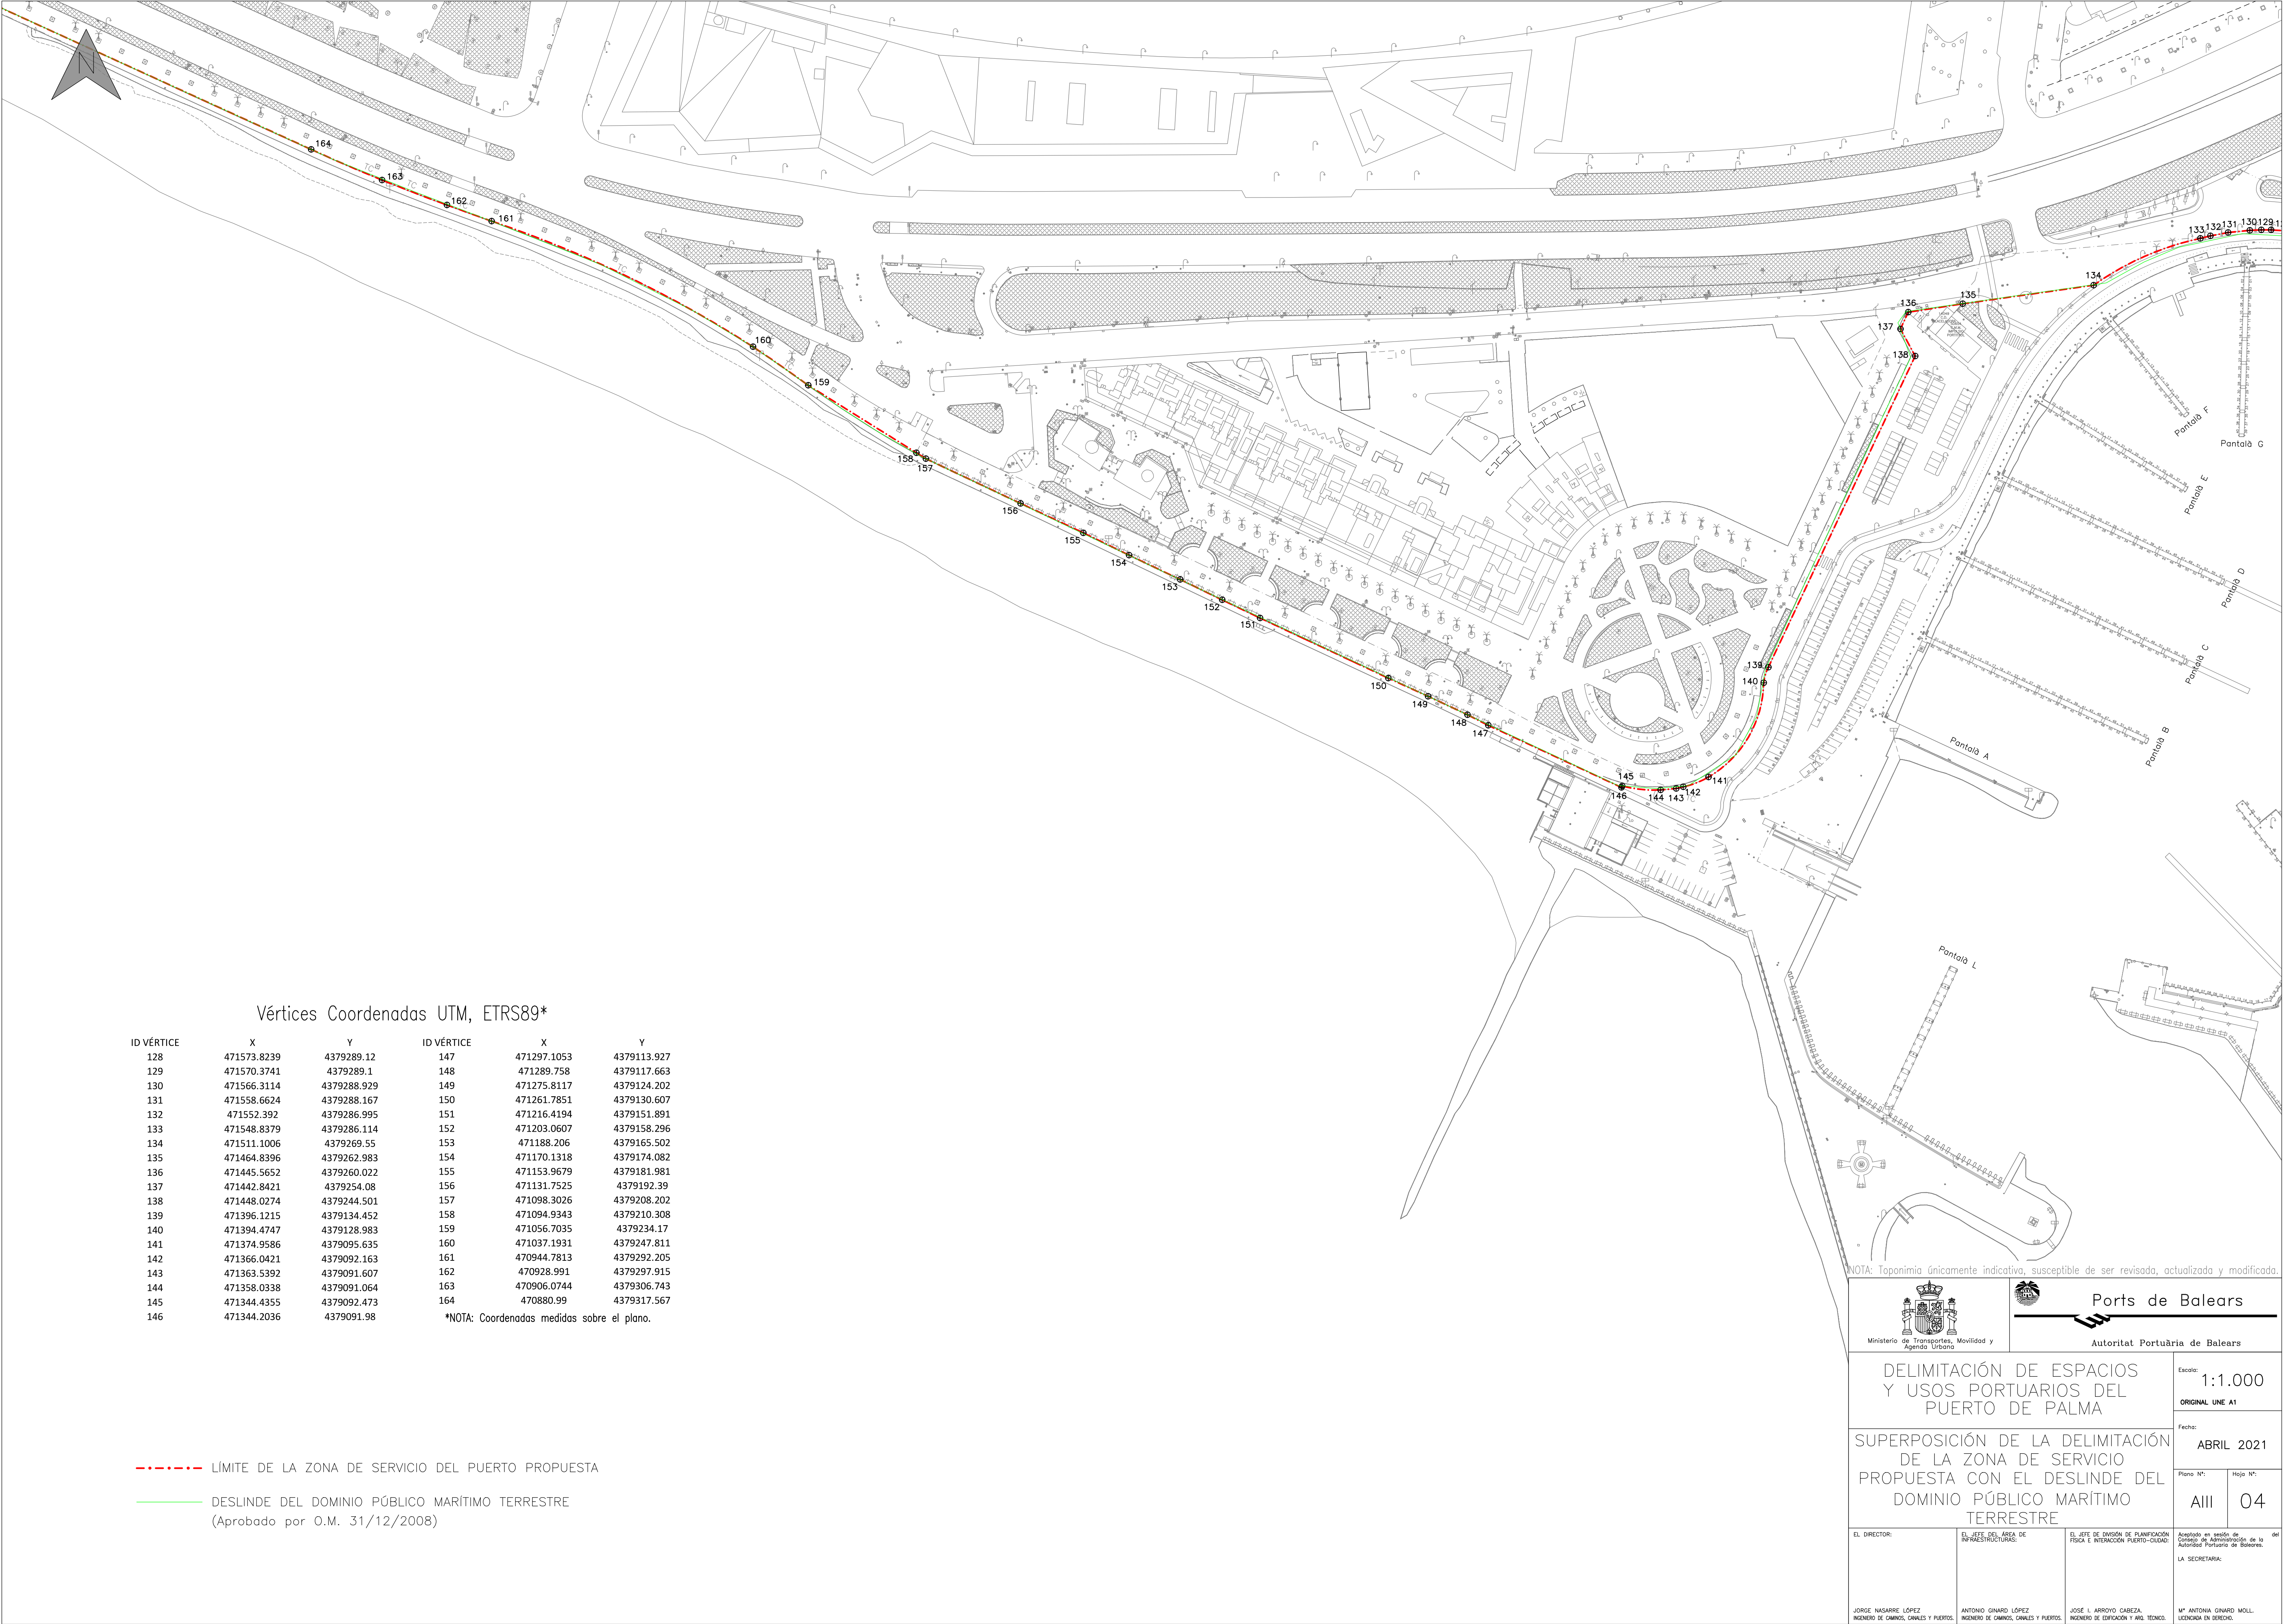 N
164
163
162
161
160
159
158
157
156
155
154
153
152
151
150
149
148
147
145
146
144
143
142
141
140
139
138
137
136
135
134
133
132
131
130
129
TC
TC
TC
TC
TC
Pantalà F
Pantalà G
Pantalà E
Pantalà D
Pantalà C
Pantalà B
Pantalà A
Pantalà L
Vértices Coordenadas UTM, ETRS89*
ID VÉRTICE X Y ID VÉRTICE X Y
128 471573.8239 4379289.12 147 471297.1053 4379113.927
129 471570.3741 4379289.1 148 471289.758 4379117.663
130 471566.3114 4379288.929 149 471275.8117 4379124.202
131 471558.6624 4379288.167 150 471261.7851 4379130.607
132 471552.392 4379286.995 151 471216.4194 4379151.891
133 471548.8379 4379286.114 152 471203.0607 4379158.296
134 471511.1006 4379269.55 153 471188.206 4379165.502
135 471464.8396 4379262.983 154 471170.1318 4379174.082
136 471445.5652 4379260.022 155 471153.9679 4379181.981
137 471442.8421 4379254.08 156 471131.7525 4379192.39
138 471448.0274 4379244.501 157 471098.3026 4379208.202
139 471396.1215 4379134.452 158 471094.9343 4379210.308
140 471394.4747 4379128.983 159 471056.7035 4379234.17
141 471374.9586 4379095.635 160 471037.1931 4379247.811
142 471366.0421 4379092.163 161 470944.7813 4379292.205
143 471363.5392 4379091.607 162 470928.991 4379297.915
144 471358.0338 4379091.064 163 470906.0744 4379306.743
145 471344.4355 4379092.473 164 470880.99 4379317.567
146 471344.2036 4379091.98 *NOTA: Coordenadas medidas sobre el plano.
LÍMITE DE LA ZONA DE SERVICIO DEL PUERTO PROPUESTA
DESLINDE DEL DOMINIO PÚBLICO MARÍTIMO TERRESTRE
(Aprobado por O.M. 31/12/2008)
NOTA: Toponimia únicamente indicativa, susceptible de ser revisada, actualizada y modificada.
Ministerio de Transportes, Movilidad y
Agenda Urbana
Ports de Balears
Autoritat Portuària de Balears
DELIMITACIÓN DE ESPACIOS
Y USOS PORTUARIOS DEL
PUERTO DE PALMA
Escala:
1:1.000
ORIGINAL UNE A1
Fecha:
ABRIL 2021
SUPERPOSICIÓN DE LA DELIMITACIÓN
DE LA ZONA DE SERVICIO
PROPUESTA CON EL DESLINDE DEL
DOMINIO PÚBLICO MARÍTIMO
TERRESTRE
Plano Nº:
AIII
Hoja Nº:
04
EL DIRECTOR:
JORGE NASARRE LÓPEZ
INGENIERO DE CAMINOS, CANALES Y PUERTOS.
EL JEFE DEL ÁREA DE
INFRAESTRUCTURAS:
ANTONIO GINARD LÓPEZ
INGENIERO DE CAMINOS, CANALES Y PUERTOS.
EL JEFE DE DIVISIÓN DE PLANIFICACIÓN
FÍSICA E INTERACCIÓN PUERTO-CIUDAD:
JOSÉ I. ARROYO CABEZA.
INGENIERO DE EDIFICACIÓN Y ARQ. TÉCNICO.
Aceptado en sesión de del
Consejo de Administración de la
Autoridad Portuaria de Baleares.
LA SECRETARIA:
Mª ANTONIA GINARD MOLL.
LICENCIADA EN DERECHO.